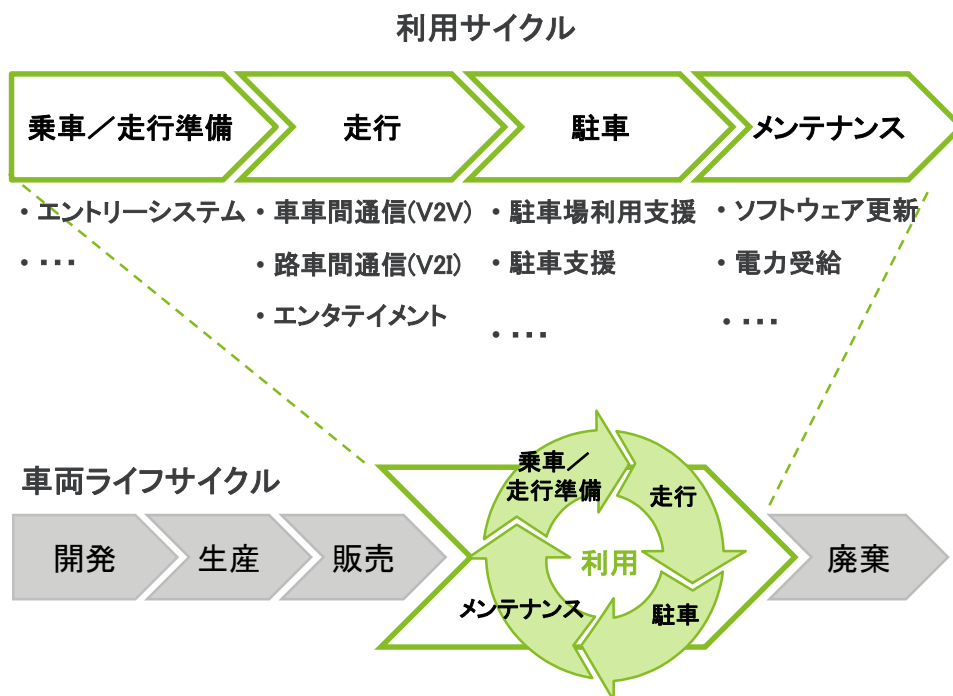 利用サイクル
乗車／走行準備
走行
駐車
メンテナンス
・エントリーシステム
・・・・
・車車間通信(V2V)
・路車間通信(V2I)
・エンタテイメント
・駐車場利用支援
・駐車支援
・・・・
・ソフトウェア更新
・電力受給
・・・・
車両ライフサイクル
開発
生産
販売
乗車／
走行準備
走行
利用
メンテナンス
駐車
廃棄